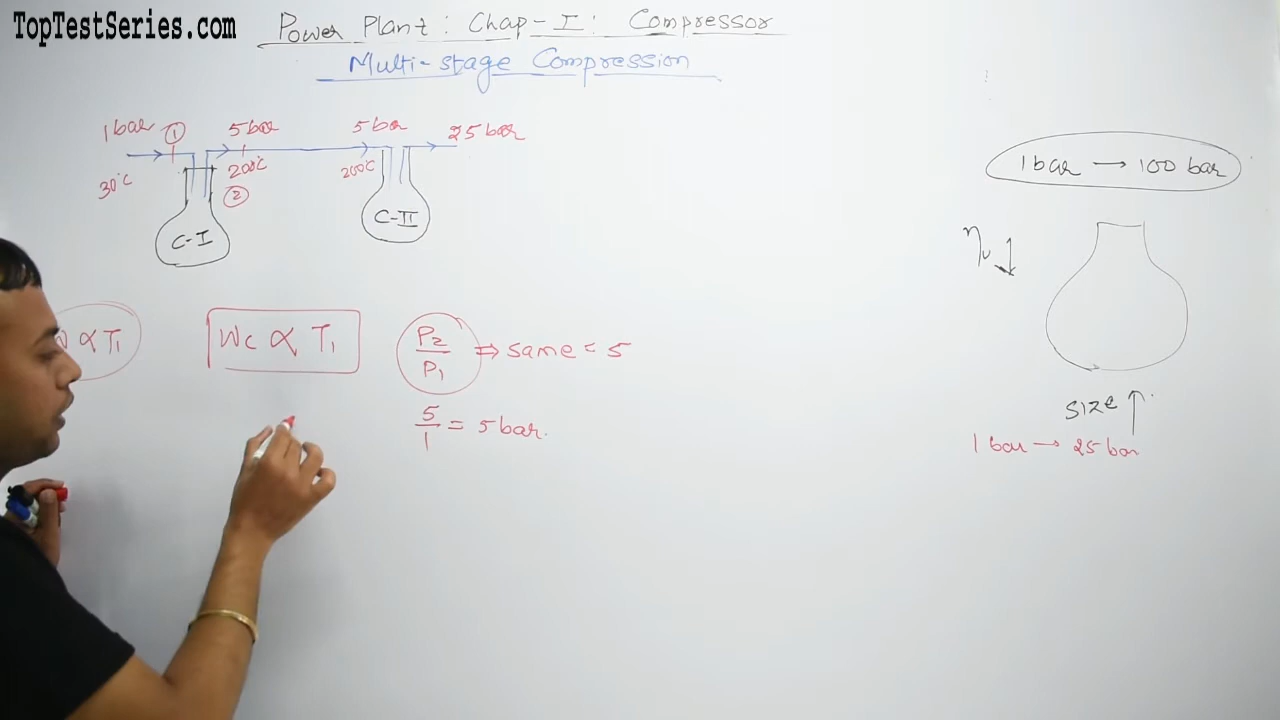 TopTestSeries.com
Power Plant : Chap-I : Compressor
Multi-stage Compression
1 bar ① 5 bar 5 bar 25 bar
30°C 200°C 200°C
②
C-I C-II
1 bar → 100 bar
ηv ↓
∝ T1
Wc ∝ T1
P2/P1 ⇒ same = 5
5/1 = 5 bar.
size ↑
1 bar → 25 bar